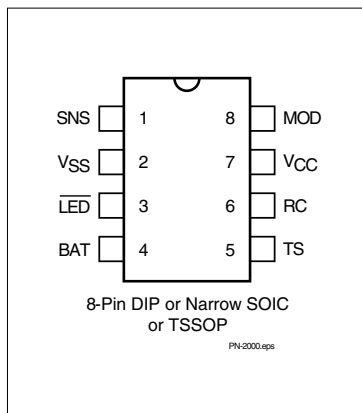 SNS 1 8 MOD
VSS 2 7 VCC
LED 3 6 RC
BAT 4 5 TS
8-Pin DIP or Narrow SOIC
or TSSOP
PN-2000.eps